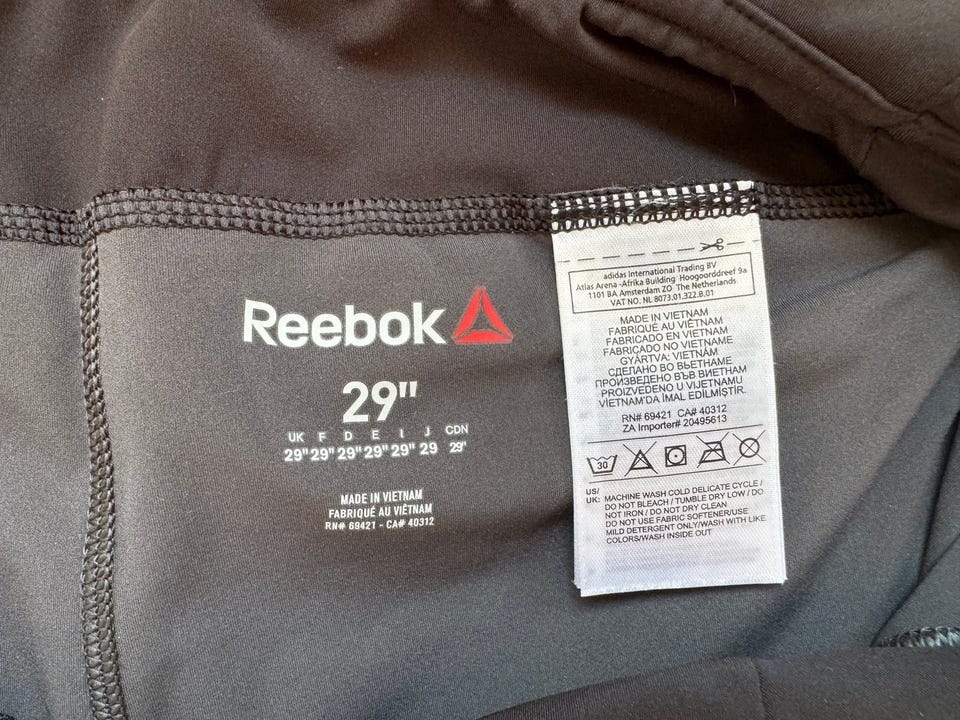 Reebok
29"
UK F D E I J CDN
29" 29" 29" 29" 29" 29 29"
MADE IN VIETNAM
FABRIQUÉ AU VIÊTNAM
RN# 69421 - CA# 40312
adidas International Trading BV
Atlas Arena -Afrika Building Hoogoorddreef 9a
1101 BA Amsterdam ZO The Netherlands
VAT NO. NL 8073.01.322.B.01
MADE IN VIETNAM
FABRIQUÉ AU VIÊTNAM
FABRICADO EN VIETNAM
FABRICADO NO VIETNAME
GYÁRTVA: VIETNÁM
СДЕЛАНО ВО ВЬЕТНАМЕ
ПРОИЗВЕДЕНО ВЪВ ВИЕТНАМ
PROIZVEDENO U VIJETNAMU
VİETNAM'DA İMAL EDİLMİŞTİR.
RN# 69421 CA# 40312
ZA Importer# 20495613
30
US/ UK: MACHINE WASH COLD DELICATE CYCLE /
DO NOT BLEACH / TUMBLE DRY LOW / DO
NOT IRON / DO NOT DRY CLEAN
DO NOT USE FABRIC SOFTENER/USE
MILD DETERGENT ONLY/WASH WITH LIKE
COLORS/WASH INSIDE OUT